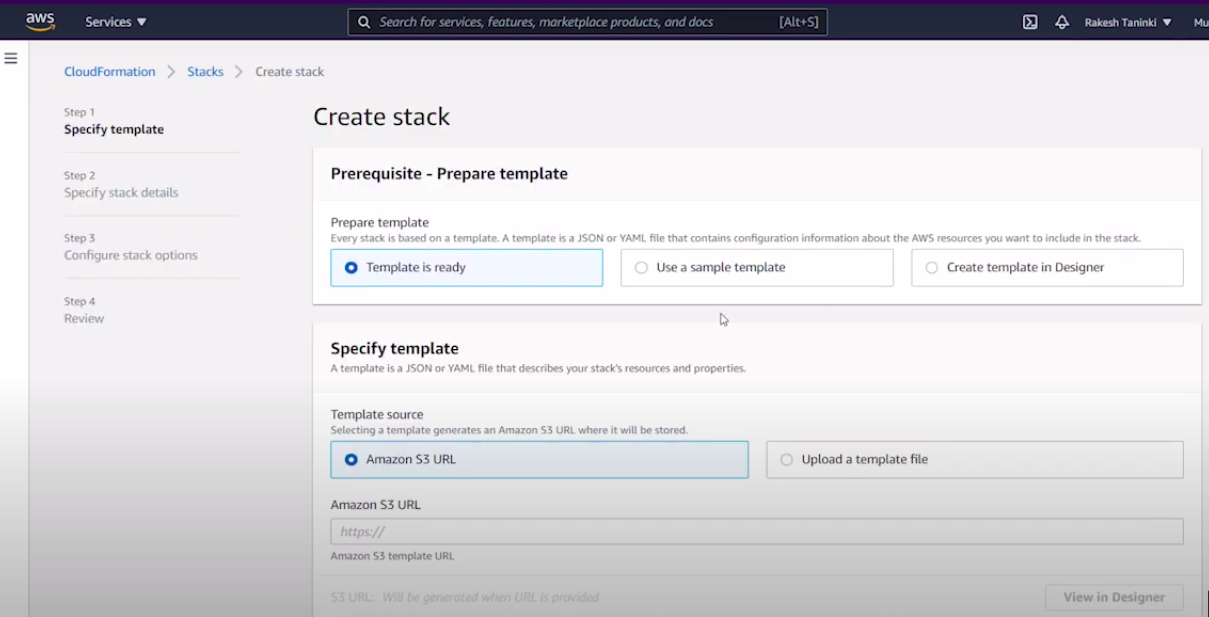 aws
Services ▼
Search for services, features, marketplace products, and docs [Alt+S]
Rakesh Taninki ▼
CloudFormation > Stacks > Create stack
Step 1
Specify template
Step 2
Specify stack details
Step 3
Configure stack options
Step 4
Review
Create stack
Prerequisite - Prepare template
Prepare template
Every stack is based on a template. A template is a JSON or YAML file that contains configuration information about the AWS resources you want to include in the stack.
Template is ready
Use a sample template
Create template in Designer
Specify template
A template is a JSON or YAML file that describes your stack's resources and properties.
Template source
Selecting a template generates an Amazon S3 URL where it will be stored.
Amazon S3 URL
Upload a template file
Amazon S3 URL
https://
Amazon S3 template URL
S3 URL: Will be generated when URL is provided
View in Designer